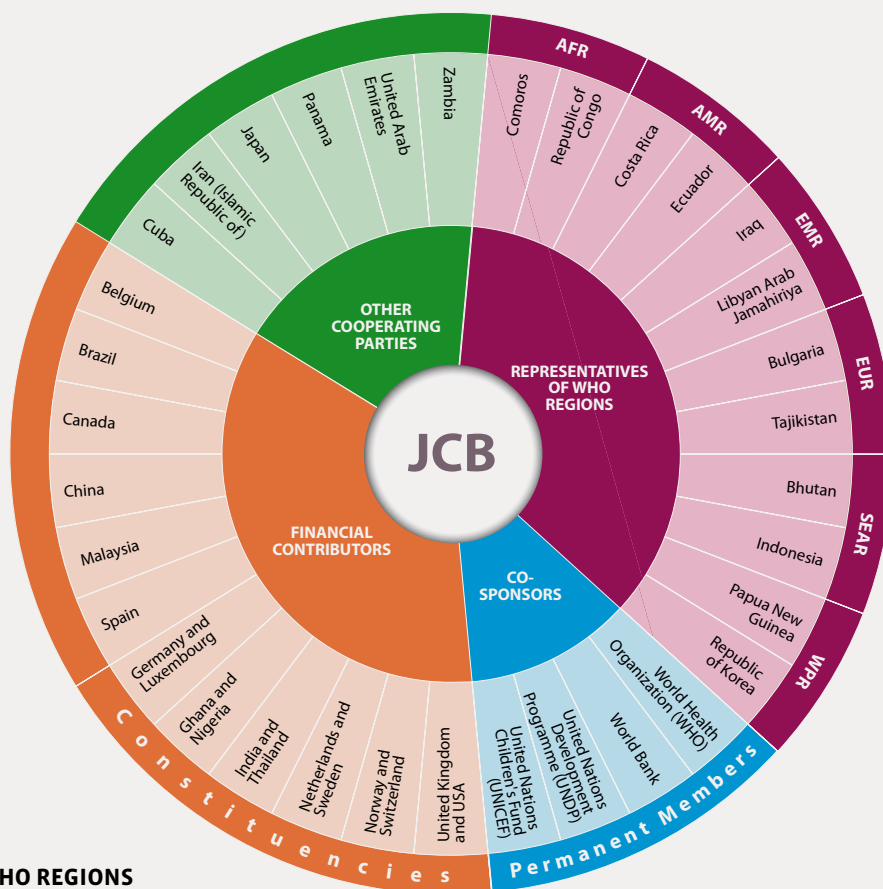 JCB
OTHER
COOPERATING
PARTIES
REPRESENTATIVES
OF WHO
REGIONS
CO-
SPONSORS
FINANCIAL
CONTRIBUTORS
AFR
Comoros
Republic of
Congo
AMR
Costa Rica
Ecuador
EMR
Iraq
Libyan Arab
Jamahiriya
EUR
Bulgaria
Tajikistan
SEAR
Bhutan
Indonesia
WPR
Papua New
Guinea
Republic
of Korea
Permanent Members
World Health
Organization (WHO)
World Bank
United Nations
Development
Programme (UNDP)
United Nations
Children's Fund
(UNICEF)
Constituencies
United Kingdom
and USA
Norway and
Switzerland
Netherlands and
Sweden
India and
Thailand
Ghana and
Nigeria
Germany and
Luxembourg
Spain
Malaysia
China
Canada
Brazil
Belgium
Cuba
Iran (Islamic
Republic of)
Japan
Panama
United Arab
Emirates
Zambia
HO REGIONS